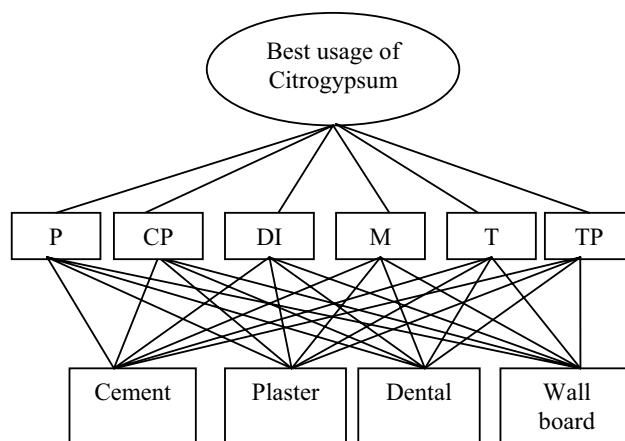 Best usage of
Citrogypsum
P CP DI M T TP
Cement Plaster Dental Wall
board